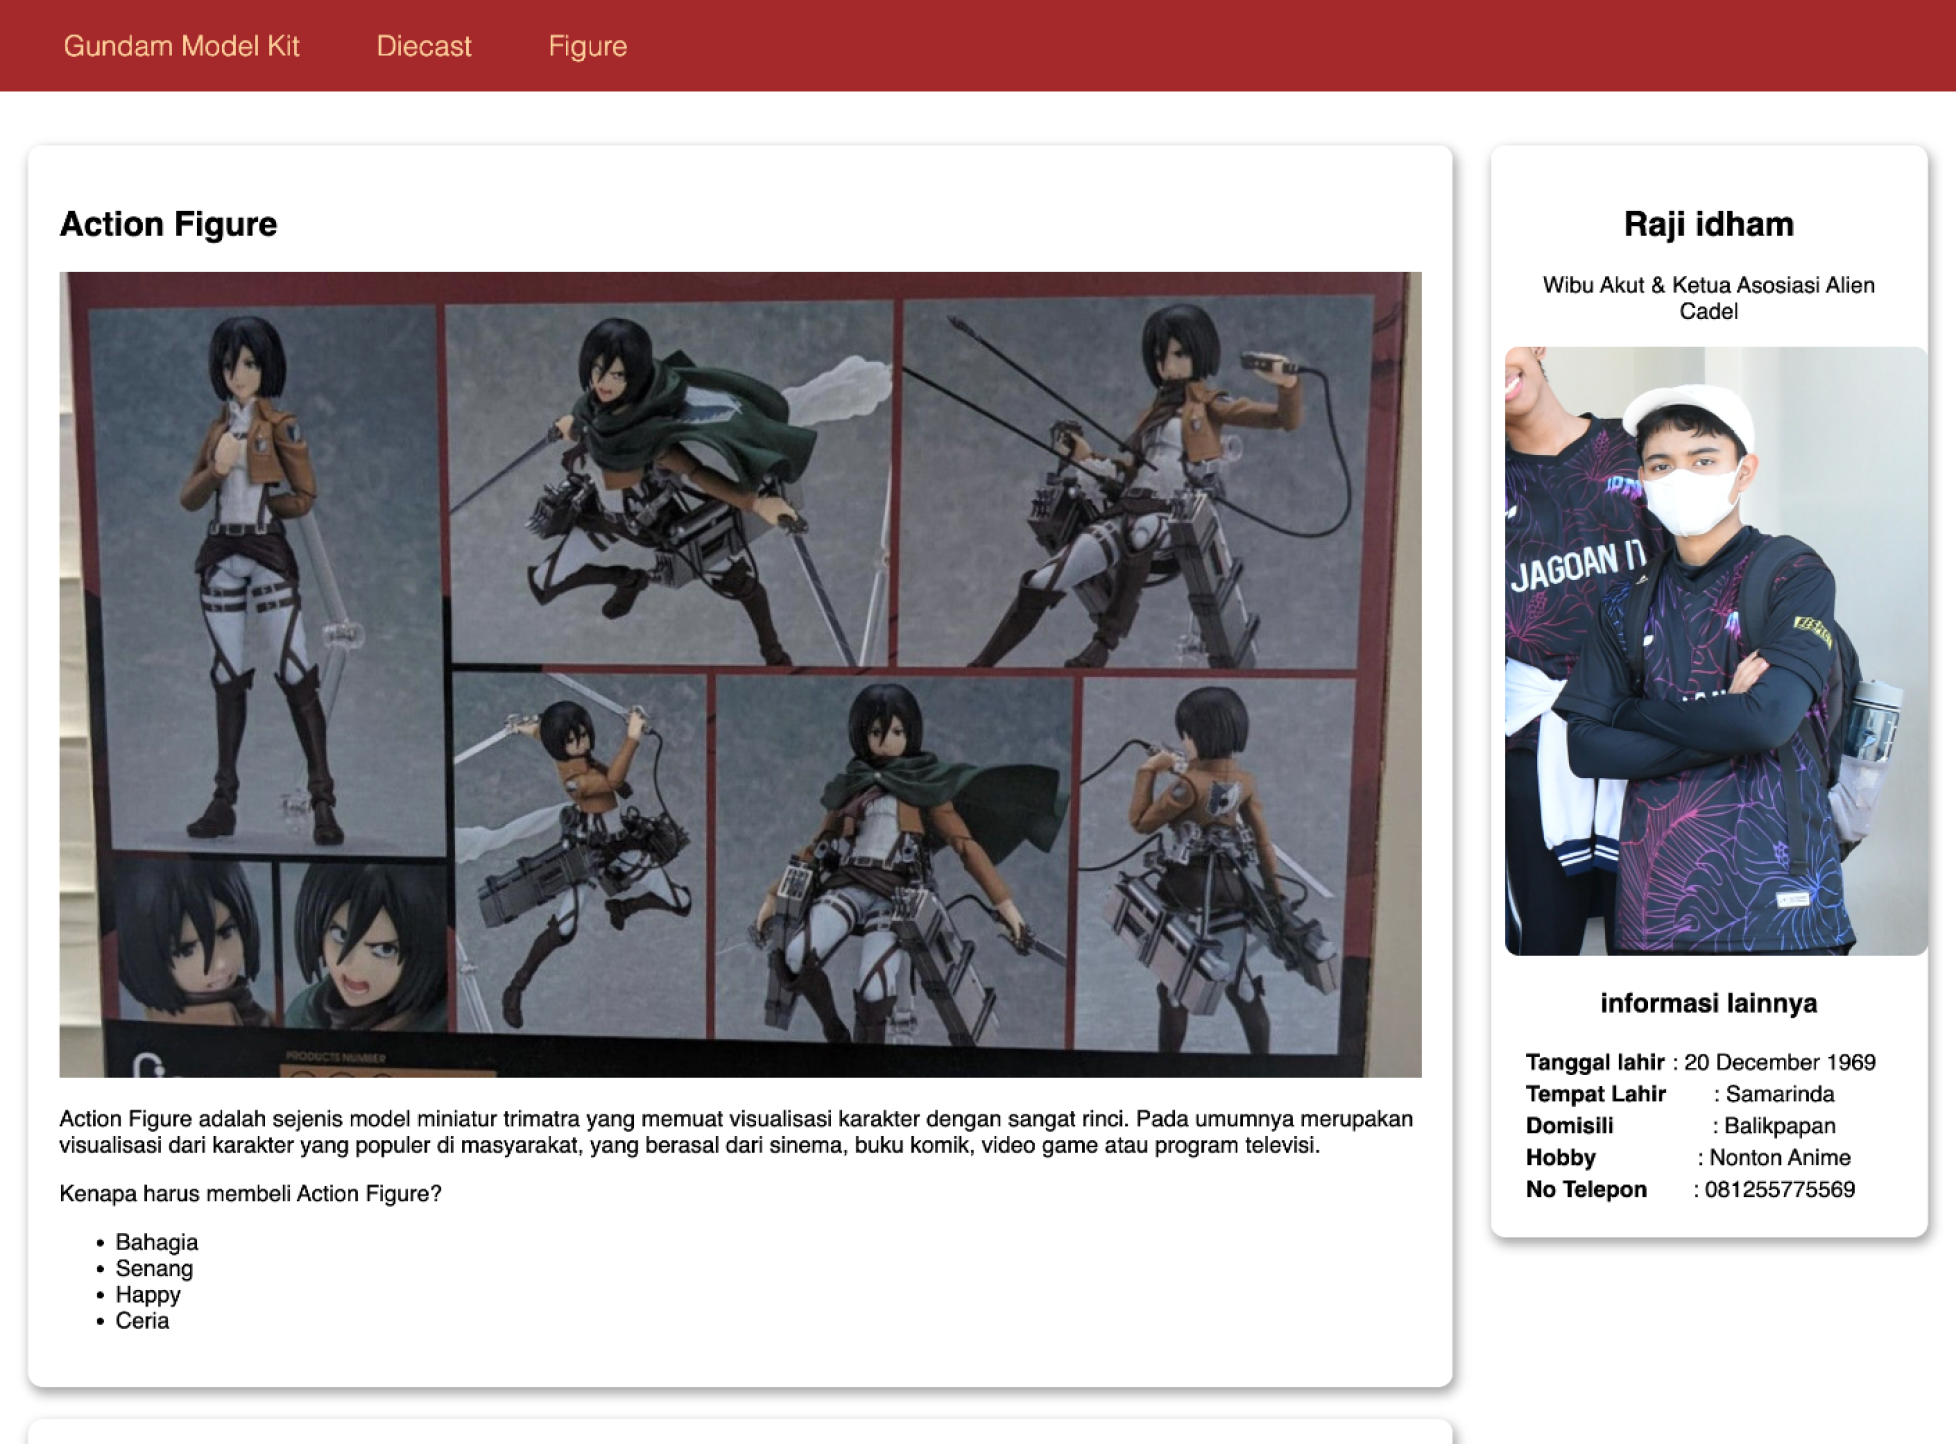 Gundam Model Kit Diecast Figure
Action Figure
PRODUCTS NUMBER
Action Figure adalah sejenis model miniatur trimatra yang memuat visualisasi karakter dengan sangat rinci. Pada umumnya merupakan
visualisasi dari karakter yang populer di masyarakat, yang berasal dari sinema, buku komik, video game atau program televisi.
Kenapa harus membeli Action Figure?
• Bahagia
• Senang
• Happy
• Ceria
Raji idham
Wibu Akut & Ketua Asosiasi Alien
Cadel
JAGOAN IT
informasi lainnya
Tanggal lahir : 20 December 1969
Tempat Lahir : Samarinda
Domisili : Balikpapan
Hobby : Nonton Anime
No Telepon : 081255775569